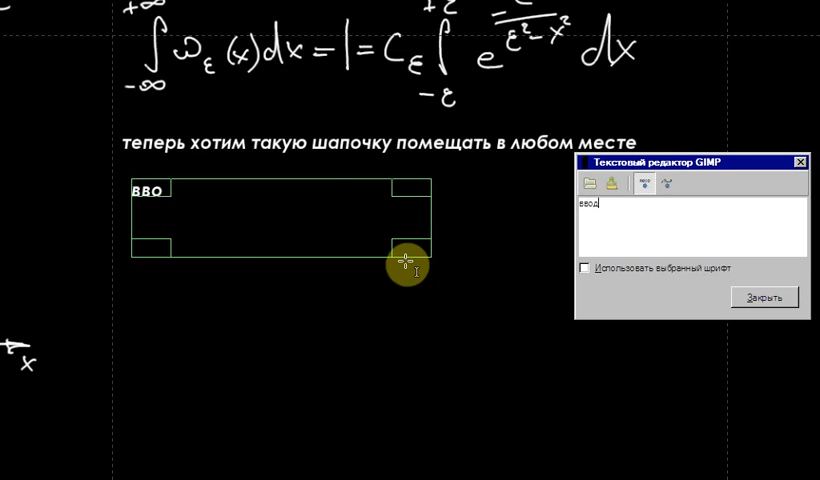 +∞ +ε
∫ ω_ε(x)dx = 1 = C_ε ∫ e^{\frac{-ε}{ε²-x²}} dx
-∞ -ε
теперь хотим такую шапочку помещать в любом месте
Текстовый редактор GIMP
ВВО
ввод
Использовать выбранный шрифт
Закрыть
x